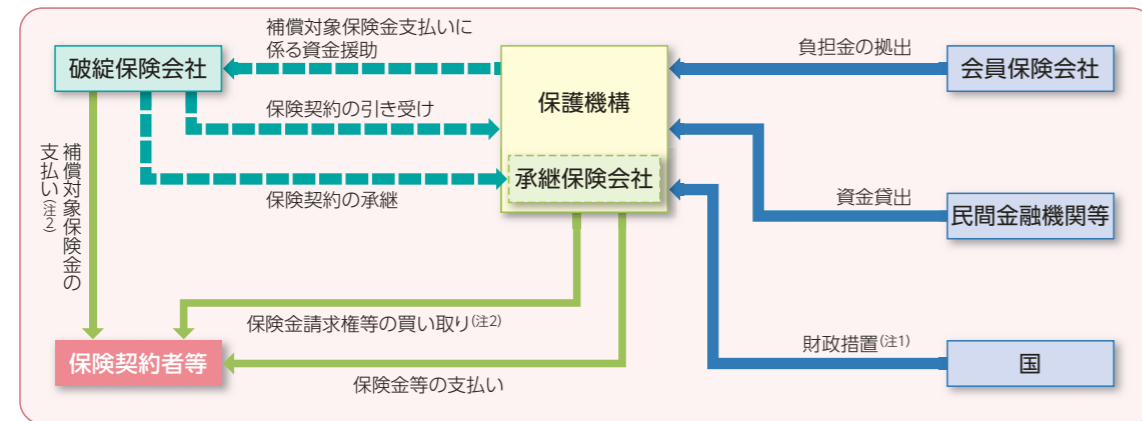 補償対象保険金支払いに
係る資金援助
負担金の拠出
破綻保険会社
会員保険会社
保護機構
保険契約の引き受け
承継保険会社
保険契約の承継
資金貸出
民間金融機関等
補償対象保険金の
支払い(注2)
保険金請求権等の買い取り(注2)
財政措置(注1)
保険契約者等
国
保険金等の支払い